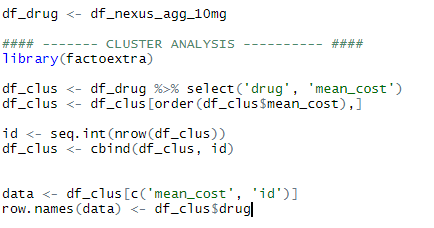 df_drug <- df_nexus_agg_10mg
#### ------- CLUSTER ANALYSIS ---------- ####
library(factoextra)
df_clus <- df_drug %>% select('drug', 'mean_cost')
df_clus <- df_clus[order(df_clus$mean_cost),]
id <- seq.int(nrow(df_clus))
df_clus <- cbind(df_clus, id)
data <- df_clus[c('mean_cost', 'id')]
row.names(data) <- df_clus$drug